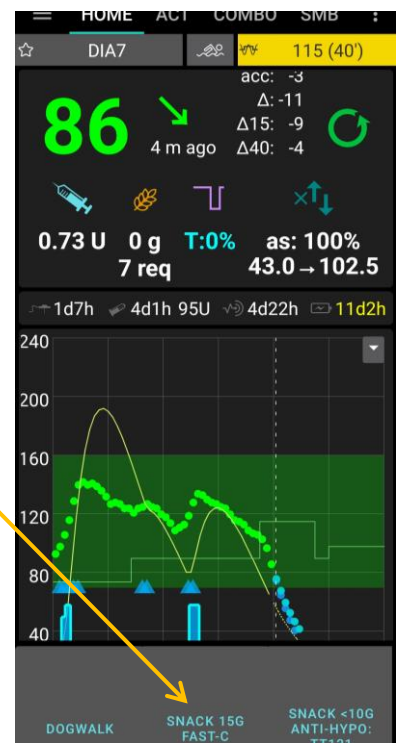 HOME ACT COMBO SMB
DIA7 115 (40')
acc: -3
86 Δ: -11
4 m ago Δ15: -9
Δ40: -4
0.73 U 0 g T:0% as: 100%
7 req 43.0→102.5
1d7h 4d1h 95U 4d22h 11d2h
240
200
160
120
80
40
DOGWALK SNACK 15G SNACK <10G
FAST-C ANTI-HYPO: